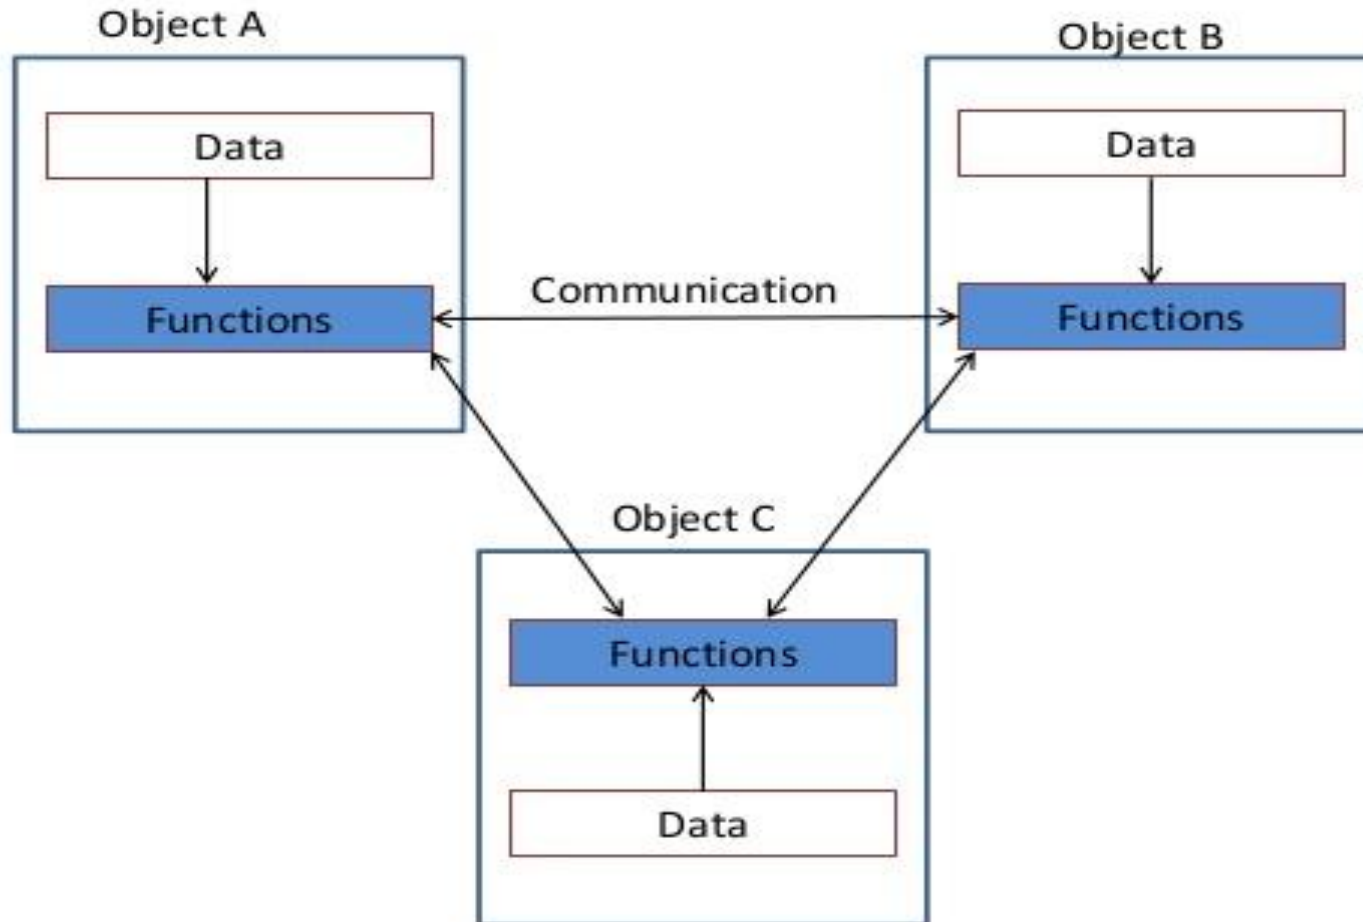 Object A
Object B
Data
Data
Communication
Functions
Functions
Object C
Functions
Data